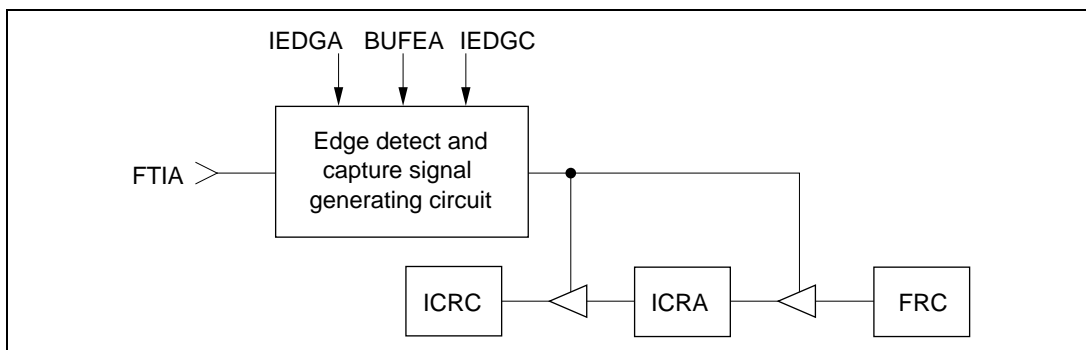 IEDGA BUFEA IEDGC
Edge detect and
capture signal
generating circuit
FTIA
ICRC ICRA FRC